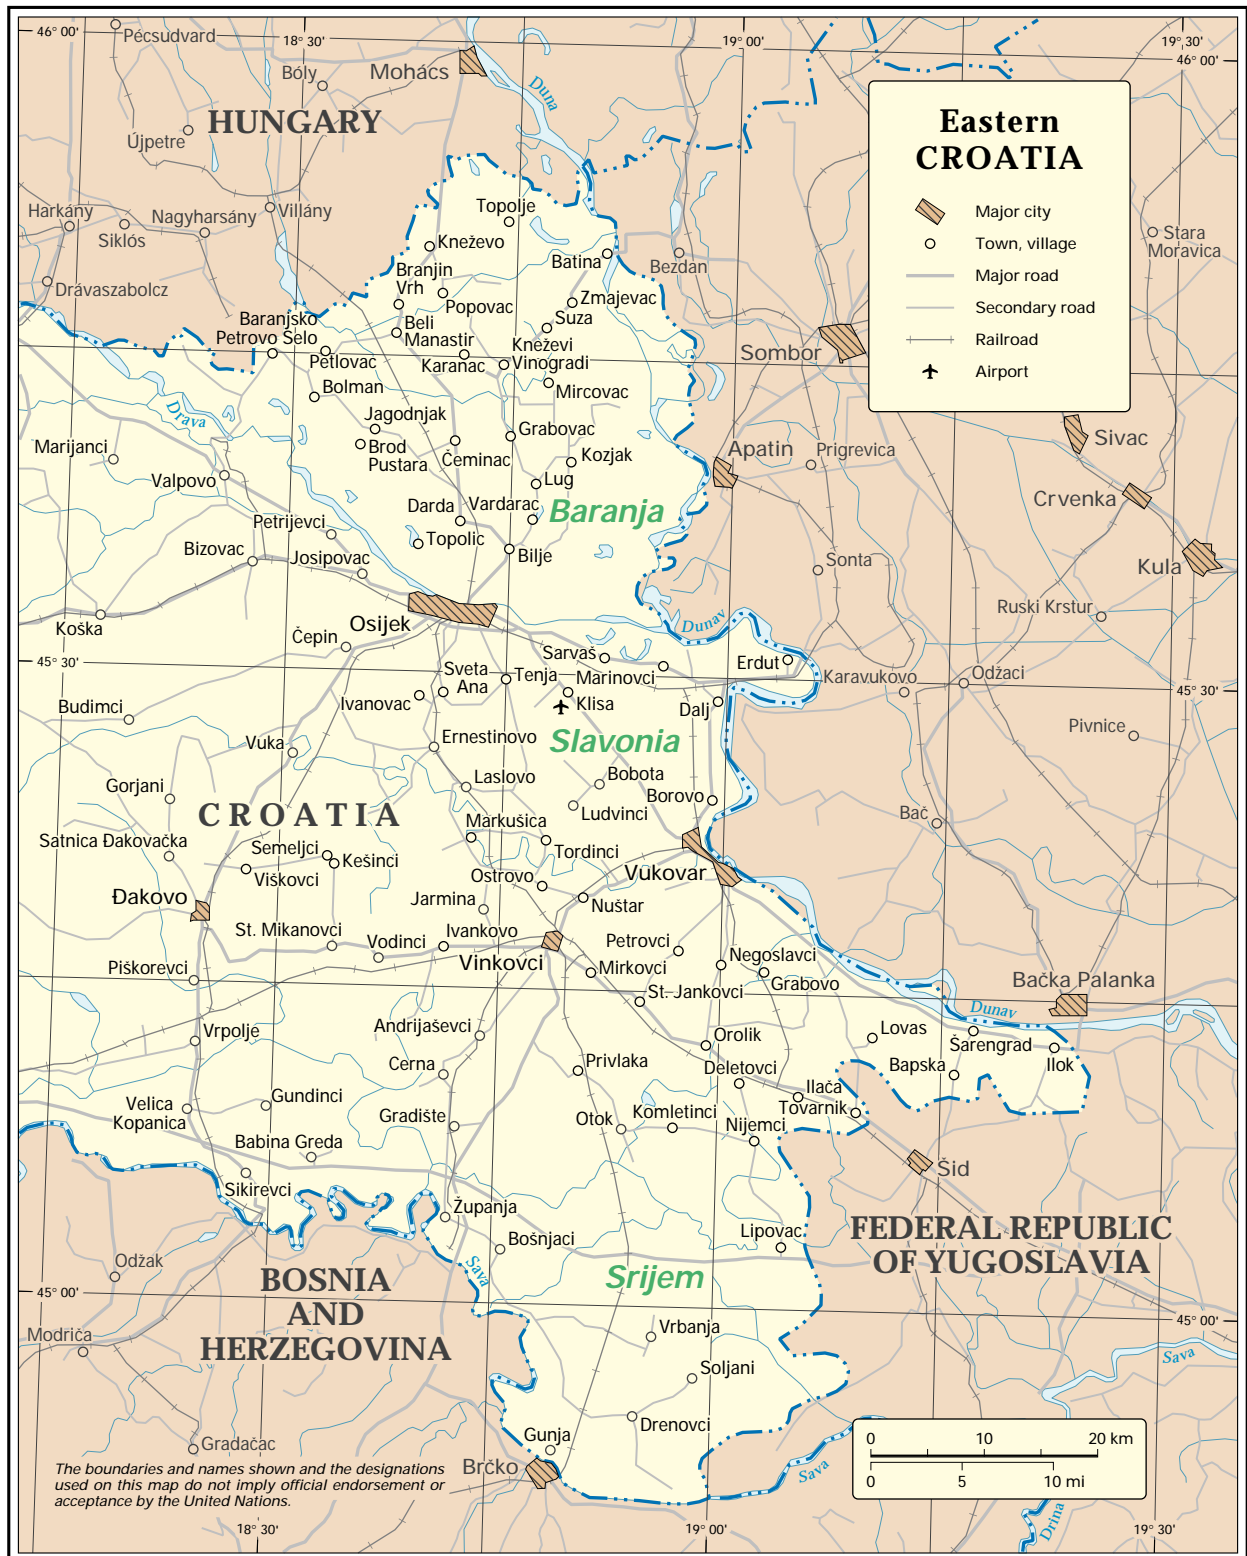 46° 00'
Pécsudvard
18° 30'
19° 00'
19° 30'
46° 00'
Bóly
Mohács
Duna
HUNGARY
Újpetre
Eastern
CROATIA
Major city
Town, village
Major road
Secondary road
Railroad
Airport
Harkány
Siklós
Nagyharsány
Villány
Drávaszabolcz
Topolje
Kneževo
Batina
Bezdan
Stara
Moravica
Branjin
Vrh
Popovac
Zmajevac
Suza
Baranjsko
Petrovo Selo
Beli
Manastir
Kneževi
Vinogradi
Karanac
Petlovac
Bolman
Mircovac
Sombor
Drava
Jagodnjak
Brod
Pustara
Čeminac
Grabovac
Kozjak
Lug
Marijanci
Valpovo
Apatin
Prigrevica
Sivac
Crvenka
Kula
Darda
Vardarac
Baranja
Topolic
Bilje
Petrijevci
Bizovac
Josipovac
Sonta
Ruski Krstur
Koška
Osijek
Čepin
Dunav
Sarvaš
Erdut
45° 30'
Sveta
Ana
Tenja
Marinovci
Karavukovo
Odžaci
45° 30'
Ivanovac
Klisa
Dalj
Budimci
Pivnice
Vuka
Ernestinovo
Slavonia
Gorjani
Laslovo
Bobota
Borovo
Ludvinci
Bač
CROATIA
Markušica
Satnica Đakovačka
Semeljci
Kešinci
Viškovci
Tordinci
Ostrovo
Vukovar
Đakovo
Jarmina
Nuštar
St. Mikanovci
Vodinci
Ivankovo
Vinkovci
Petrovci
Negoslavci
Piškorevci
Mirkovci
Grabovo
St. Jankovci
Bačka Palanka
Dunav
Vrpolje
Andrijaševci
Orolik
Lovas
Šarengrad
Ilok
Bapska
Cerna
Privlaka
Deletovci
Ilača
Tovarnik
Velica
Kopanica
Gundinci
Gradište
Otok
Komletinci
Nijemci
Babina Greda
Sikirevci
Šid
Županja
Bošnjaci
Lipovac
FEDERAL REPUBLIC
OF YUGOSLAVIA
Odžak
Sava
Srijem
BOSNIA
AND
HERZEGOVINA
45° 00'
45° 00'
Modriča
Vrbanja
Sava
Soljani
Drenovci
Gradačac
Gunja
Brčko
Sava
Drina
0 10 20 km
0 5 10 mi
The boundaries and names shown and the designations
used on this map do not imply official endorsement or
acceptance by the United Nations.
18° 30'
19° 00'
19° 30'